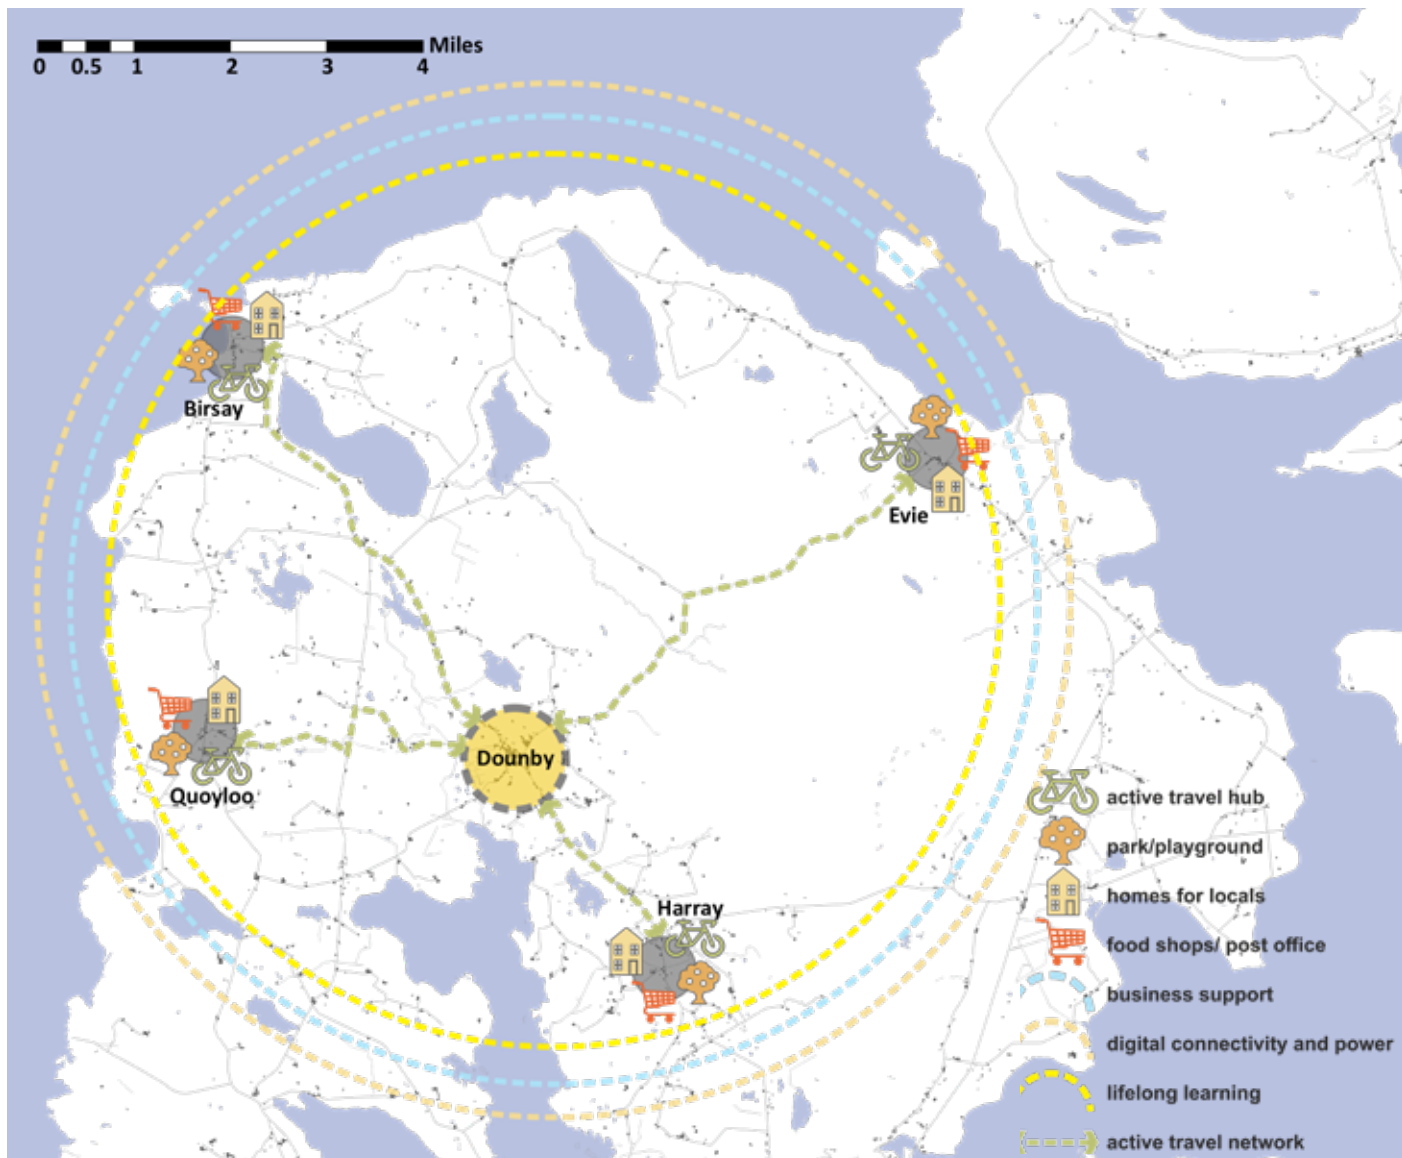 Miles
0 0.5 1 2 3 4
Birsay
Evie
Quoyloo
Dounby
Harray
active travel hub
park/playground
homes for locals
food shops/ post office
business support
digital connectivity and power
lifelong learning
active travel network